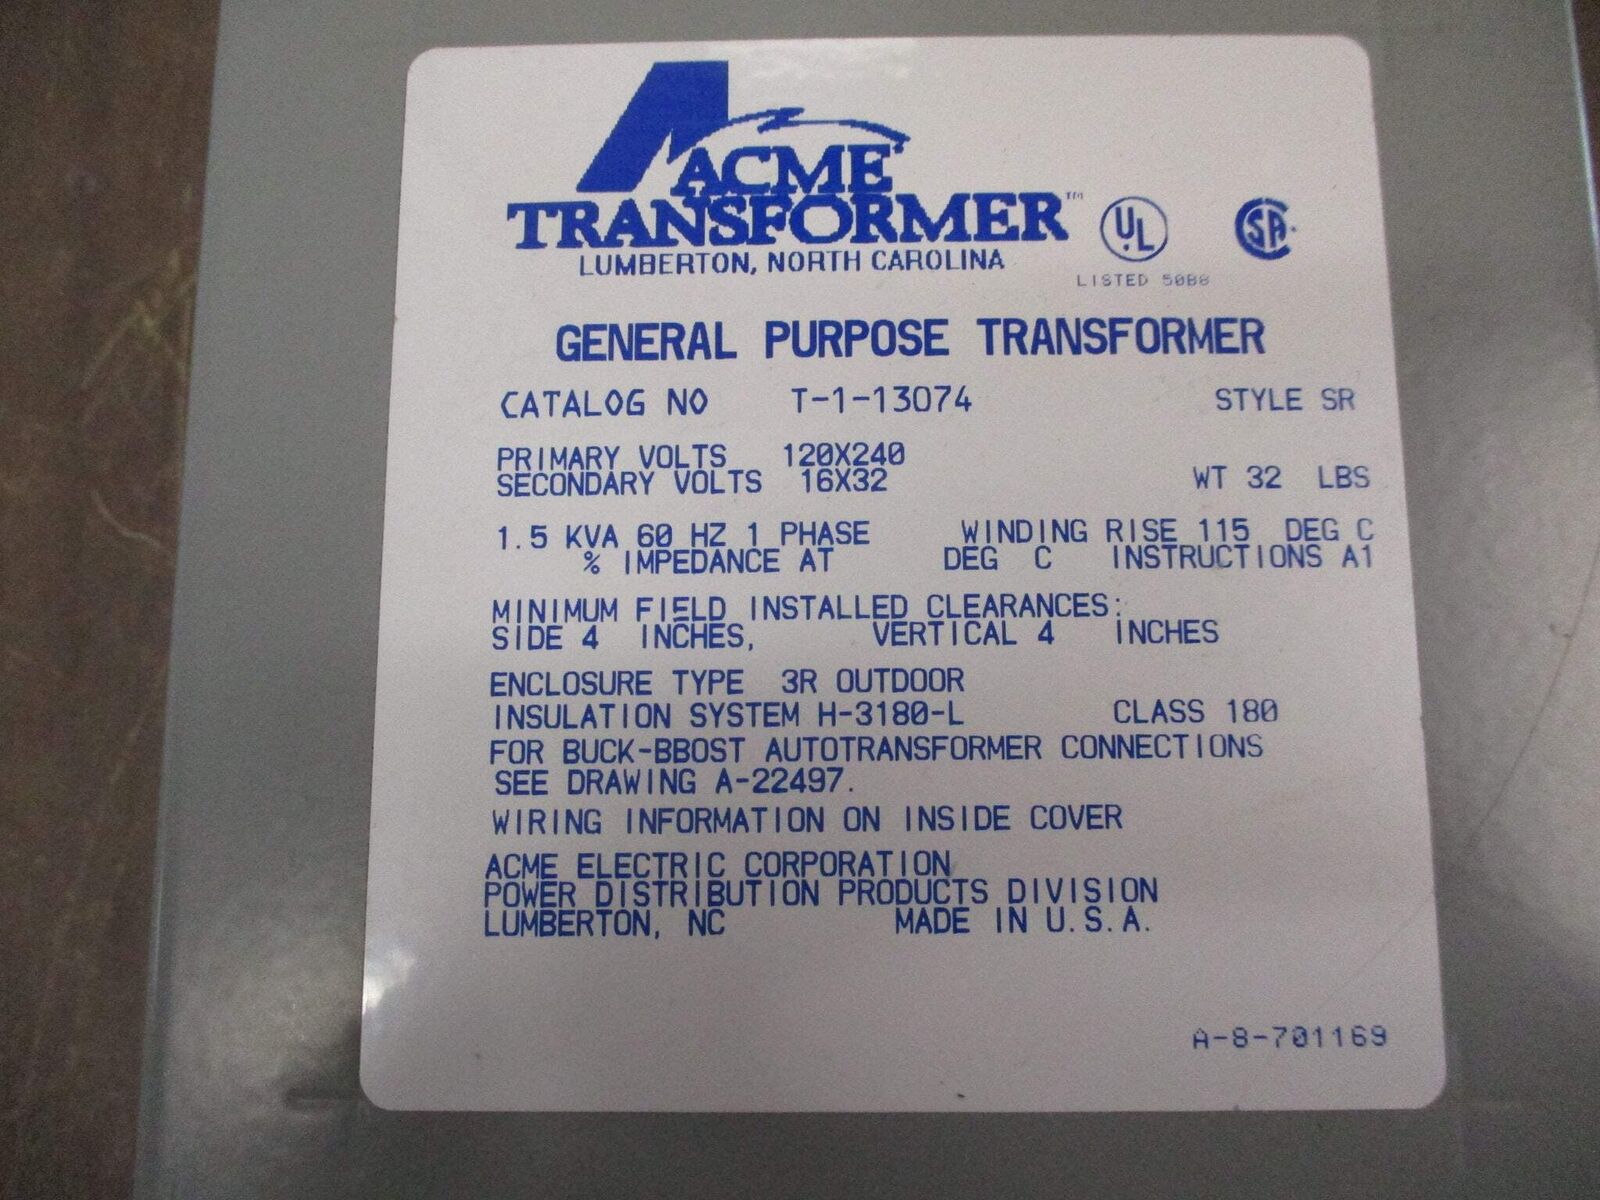 ACME
TRANSFORMER™
LUMBERTON, NORTH CAROLINA
UL
LISTED 50B8
SA
GENERAL PURPOSE TRANSFORMER
CATALOG NO T-1-13074 STYLE SR
PRIMARY VOLTS 120X240
SECONDARY VOLTS 16X32 WT 32 LBS
1.5 KVA 60 HZ 1 PHASE WINDING RISE 115 DEG C
% IMPEDANCE AT DEG C INSTRUCTIONS A1
MINIMUM FIELD INSTALLED CLEARANCES:
SIDE 4 INCHES, VERTICAL 4 INCHES
ENCLOSURE TYPE 3R OUTDOOR
INSULATION SYSTEM H-3180-L CLASS 180
FOR BUCK-BBOST AUTOTRANSFORMER CONNECTIONS
SEE DRAWING A-22497.
WIRING INFORMATION ON INSIDE COVER
ACME ELECTRIC CORPORATION
POWER DISTRIBUTION PRODUCTS DIVISION
LUMBERTON, NC MADE IN U.S.A.
A-8-701169